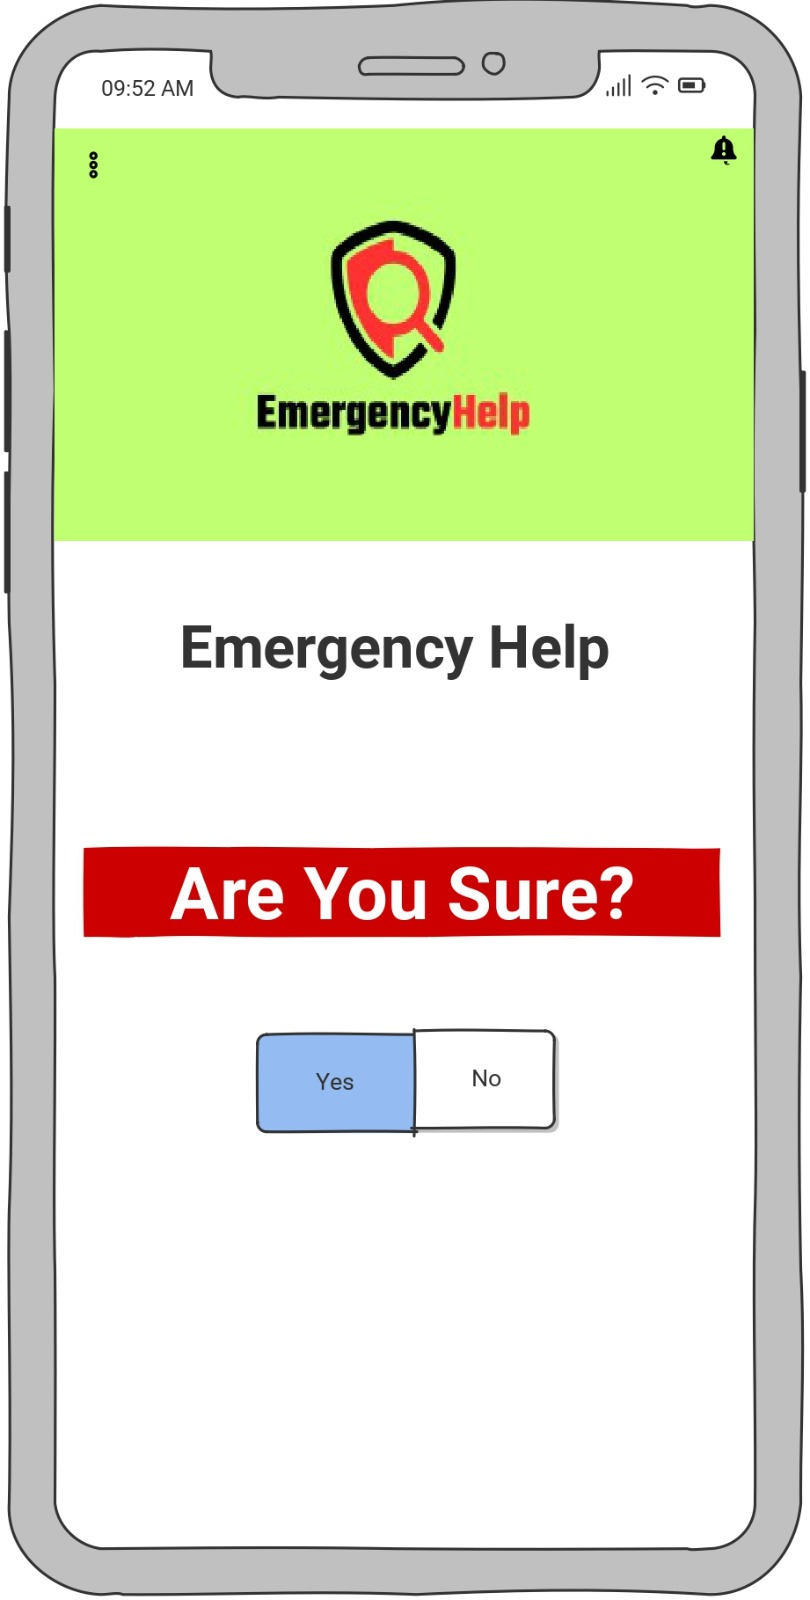 09:52 AM
EmergencyHelp
Emergency Help
Are You Sure?
Yes
No